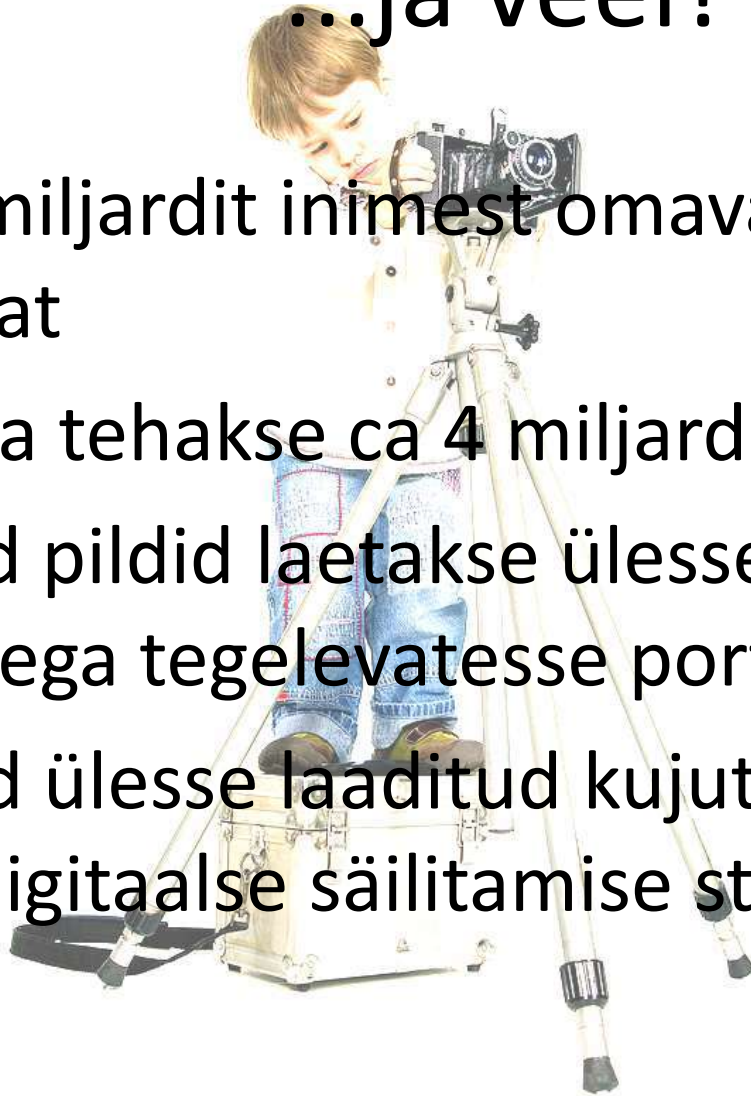 ...ja veel?
miljardit inimest omava
at
a tehakse ca 4 miljard
d pildid laetakse ülesse
ega tegelevatesse port
d ülesse laaditud kujut
igitaalse säilitamise st